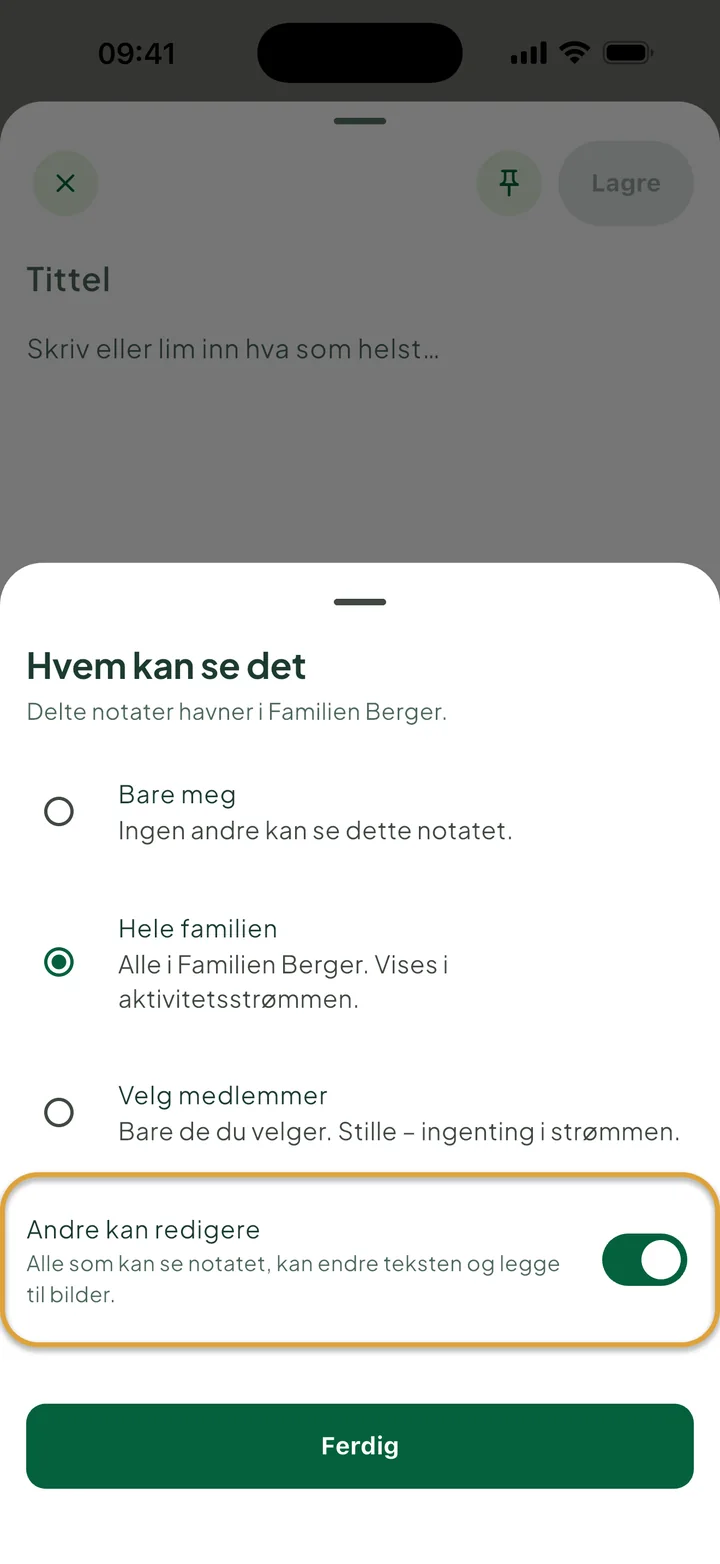 09:41
Lagre
Tittel
Skriv eller lim inn hva som helst…
Hvem kan se det
Delte notater havner i Familien Berger.
Bare meg
Ingen andre kan se dette notatet.
Hele familien
Alle i Familien Berger. Vises i
aktivitetsstrømmen.
Velg medlemmer
Bare de du velger. Stille – ingenting i strømmen.
Andre kan redigere
Alle som kan se notatet, kan endre teksten og legge
til bilder.
Ferdig